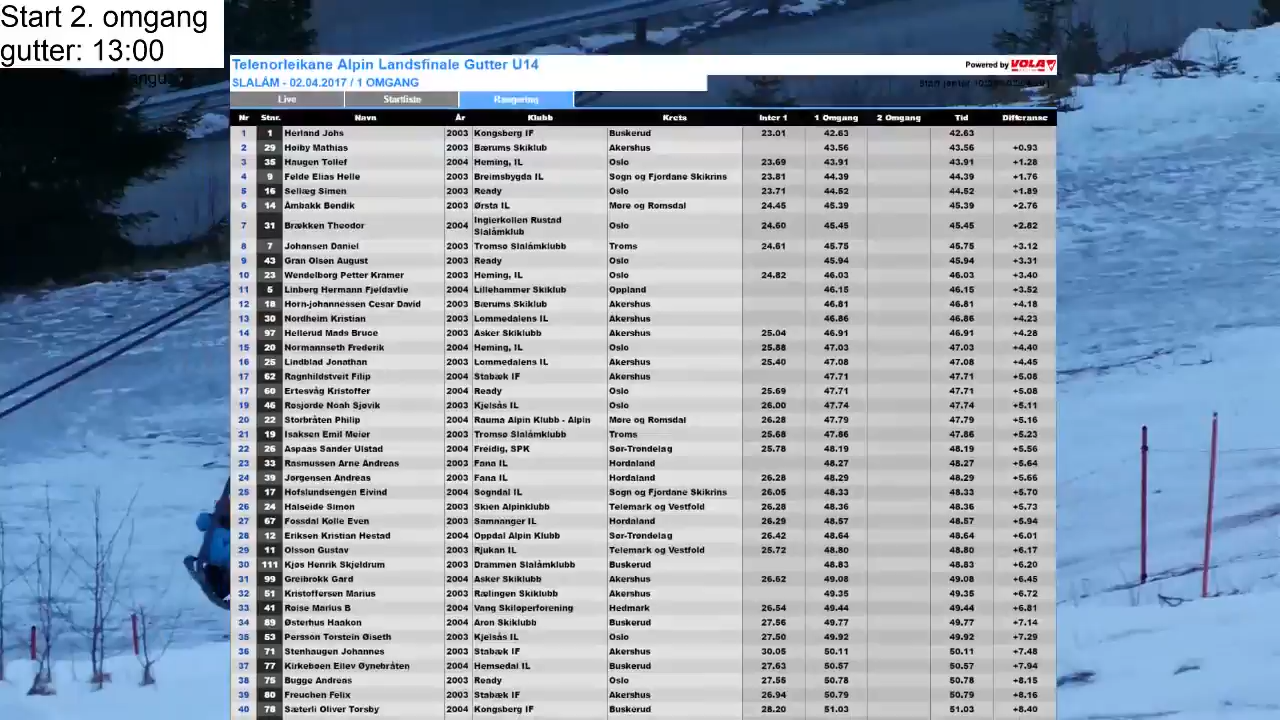 Start 2. omgang
gutter: 13:00
Telenorleikane Alpin Landsfinale Gutter U14
Powered by VOLA
SLALÅM - 02.04.2017 / 1 OMGANG
Live Startliste Rangering
Nr Stnr. Navn År Klubb Krets Inter 1 1 Omgang 2 Omgang Tid Differanse
1 1 Herland Johs 2003 Kongsberg IF Buskerud 23.01 42.63 42.63
2 29 Høiby Mathias 2003 Bærums Skiklub Akershus 43.56 43.56 +0.93
3 35 Haugen Tollef 2004 Heming, IL Oslo 23.69 43.91 43.91 +1.28
4 9 Felde Elias Helle 2003 Breimsbygda IL Sogn og Fjordane Skikrins 23.81 44.39 44.39 +1.76
5 16 Sellæg Simen 2003 Ready Oslo 23.71 44.52 44.52 +1.89
6 14 Åmbakk Bendik 2003 Ørsta IL Møre og Romsdal 24.45 45.39 45.39 +2.76
7 31 Brækken Theodor 2004 Ingierkollen Rustad Slalåmklub Oslo 24.60 45.45 45.45 +2.82
8 7 Johansen Daniel 2003 Tromsø Slalåmklubb Troms 24.61 45.75 45.75 +3.12
9 43 Gran Olsen August 2003 Ready Oslo 45.94 45.94 +3.31
10 23 Wendelborg Petter Kramer 2003 Heming, IL Oslo 24.82 46.03 46.03 +3.40
11 5 Linberg Hermann Fjeldavlie 2004 Lillehammer Skiklub Oppland 46.15 46.15 +3.52
12 18 Horn-johannessen Cesar David 2003 Bærums Skiklub Akershus 46.81 46.81 +4.18
13 30 Nordheim Kristian 2003 Lommedalens IL Akershus 46.86 46.86 +4.23
14 97 Hellerud Mads Bruce 2003 Asker Skiklubb Akershus 25.04 46.91 46.91 +4.28
15 20 Normannseth Frederik 2004 Heming, IL Oslo 25.88 47.03 47.03 +4.40
16 25 Lindblad Jonathan 2003 Lommedalens IL Akershus 25.40 47.08 47.08 +4.45
17 62 Ragnhildstveit Filip 2004 Stabæk IF Akershus 47.71 47.71 +5.08
17 60 Ertesvåg Kristoffer 2004 Ready Oslo 25.69 47.71 47.71 +5.08
19 46 Rosjorde Noah Sjøvik 2003 Kjelsås IL Oslo 26.00 47.74 47.74 +5.11
20 22 Storbråten Philip 2004 Rauma Alpin Klubb - Alpin Møre og Romsdal 26.28 47.79 47.79 +5.16
21 19 Isaksen Emil Meier 2003 Tromsø Slalåmklubb Troms 25.68 47.86 47.86 +5.23
22 26 Aspaas Sander Ulstad 2004 Freidig, SPK Sør-Trøndelag 25.78 48.19 48.19 +5.56
23 33 Rasmussen Arne Andreas 2003 Fana IL Hordaland 48.27 48.27 +5.64
24 39 Jørgensen Andreas 2003 Fana IL Hordaland 26.28 48.29 48.29 +5.66
25 17 Hofslundsengen Eivind 2004 Sogndal IL Sogn og Fjordane Skikrins 26.05 48.33 48.33 +5.70
26 24 Halseide Simon 2003 Skien Alpinklubb Telemark og Vestfold 26.28 48.36 48.36 +5.73
27 67 Fossdal Kolle Even 2003 Samnanger IL Hordaland 26.29 48.57 48.57 +5.94
28 12 Eriksen Kristian Hestad 2004 Oppdal Alpin Klubb Sør-Trøndelag 26.42 48.64 48.64 +6.01
29 11 Olsson Gustav 2003 Rjukan IL Telemark og Vestfold 25.72 48.80 48.80 +6.17
30 111 Kjøs Henrik Skjeldrum 2003 Drammen Slalåmklubb Buskerud 48.83 48.83 +6.20
31 99 Greibrokk Gard 2004 Asker Skiklubb Akershus 26.62 49.08 49.08 +6.45
32 51 Kristoffersen Marius 2003 Rælingen Skiklub Akershus 49.35 49.35 +6.72
33 41 Røise Marius B 2004 Vang Skiløperforening Hedmark 26.54 49.44 49.44 +6.81
34 89 Østerhus Haakon 2004 Aron Skiklubb Buskerud 27.56 49.77 49.77 +7.14
35 53 Persson Torstein Øiseth 2003 Kjelsås IL Oslo 27.50 49.92 49.92 +7.29
36 71 Stenhaugen Johannes 2003 Stabæk IF Akershus 30.05 50.11 50.11 +7.48
37 77 Kirkebøen Eilev Øynebråten 2004 Hemsedal IL Buskerud 27.63 50.57 50.57 +7.94
38 75 Bugge Andreas 2003 Ready Oslo 27.55 50.78 50.78 +8.15
39 80 Freuchen Felix 2003 Stabæk IF Akershus 26.94 50.79 50.79 +8.16
40 78 Sæterli Oliver Torsby 2004 Kongsberg IF Buskerud 28.20 51.03 51.03 +8.40